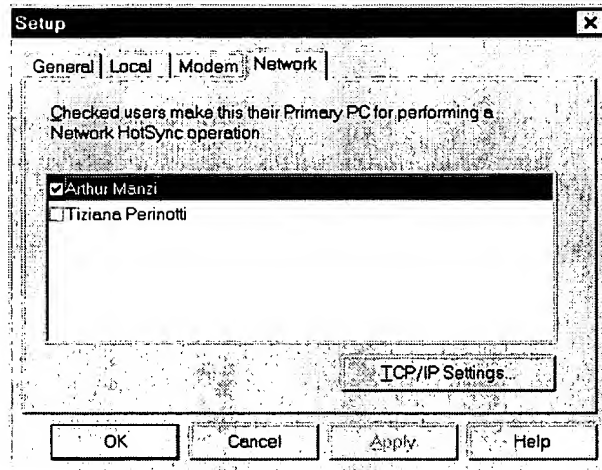 Setup
General Local Modem Network
Checked users make this their Primary PC for performing a
Network HotSync operation
Arthur Manzi
Tiziana Perinotti
TCP/IP Settings...
OK Cancel Apply Help